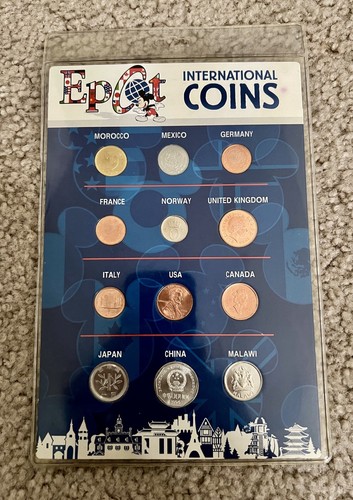 Epcot
INTERNATIONAL
COINS
MOROCCO MEXICO GERMANY
FRANCE NORWAY UNITED KINGDOM
ITALY USA CANADA
JAPAN CHINA MALAWI